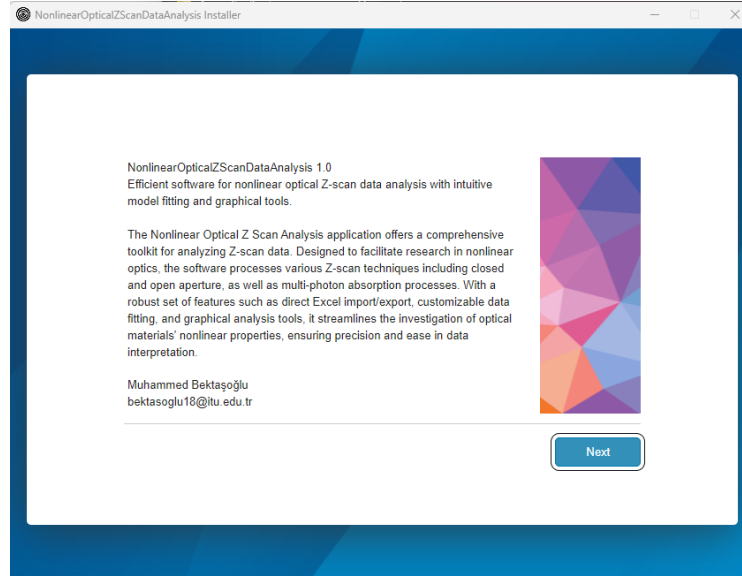 NonlinearOpticalZScanDataAnalysis Installer
NonlinearOpticalZScanDataAnalysis 1.0
Efficient software for nonlinear optical Z-scan data analysis with intuitive
model fitting and graphical tools.
The Nonlinear Optical Z Scan Analysis application offers a comprehensive
toolkit for analyzing Z-scan data. Designed to facilitate research in nonlinear
optics, the software processes various Z-scan techniques including closed
and open aperture, as well as multi-photon absorption processes. With a
robust set of features such as direct Excel import/export, customizable data
fitting, and graphical analysis tools, it streamlines the investigation of optical
materials' nonlinear properties, ensuring precision and ease in data
interpretation.
Muhammed Bektaşoğlu
bektasoglu18@itu.edu.tr
Next